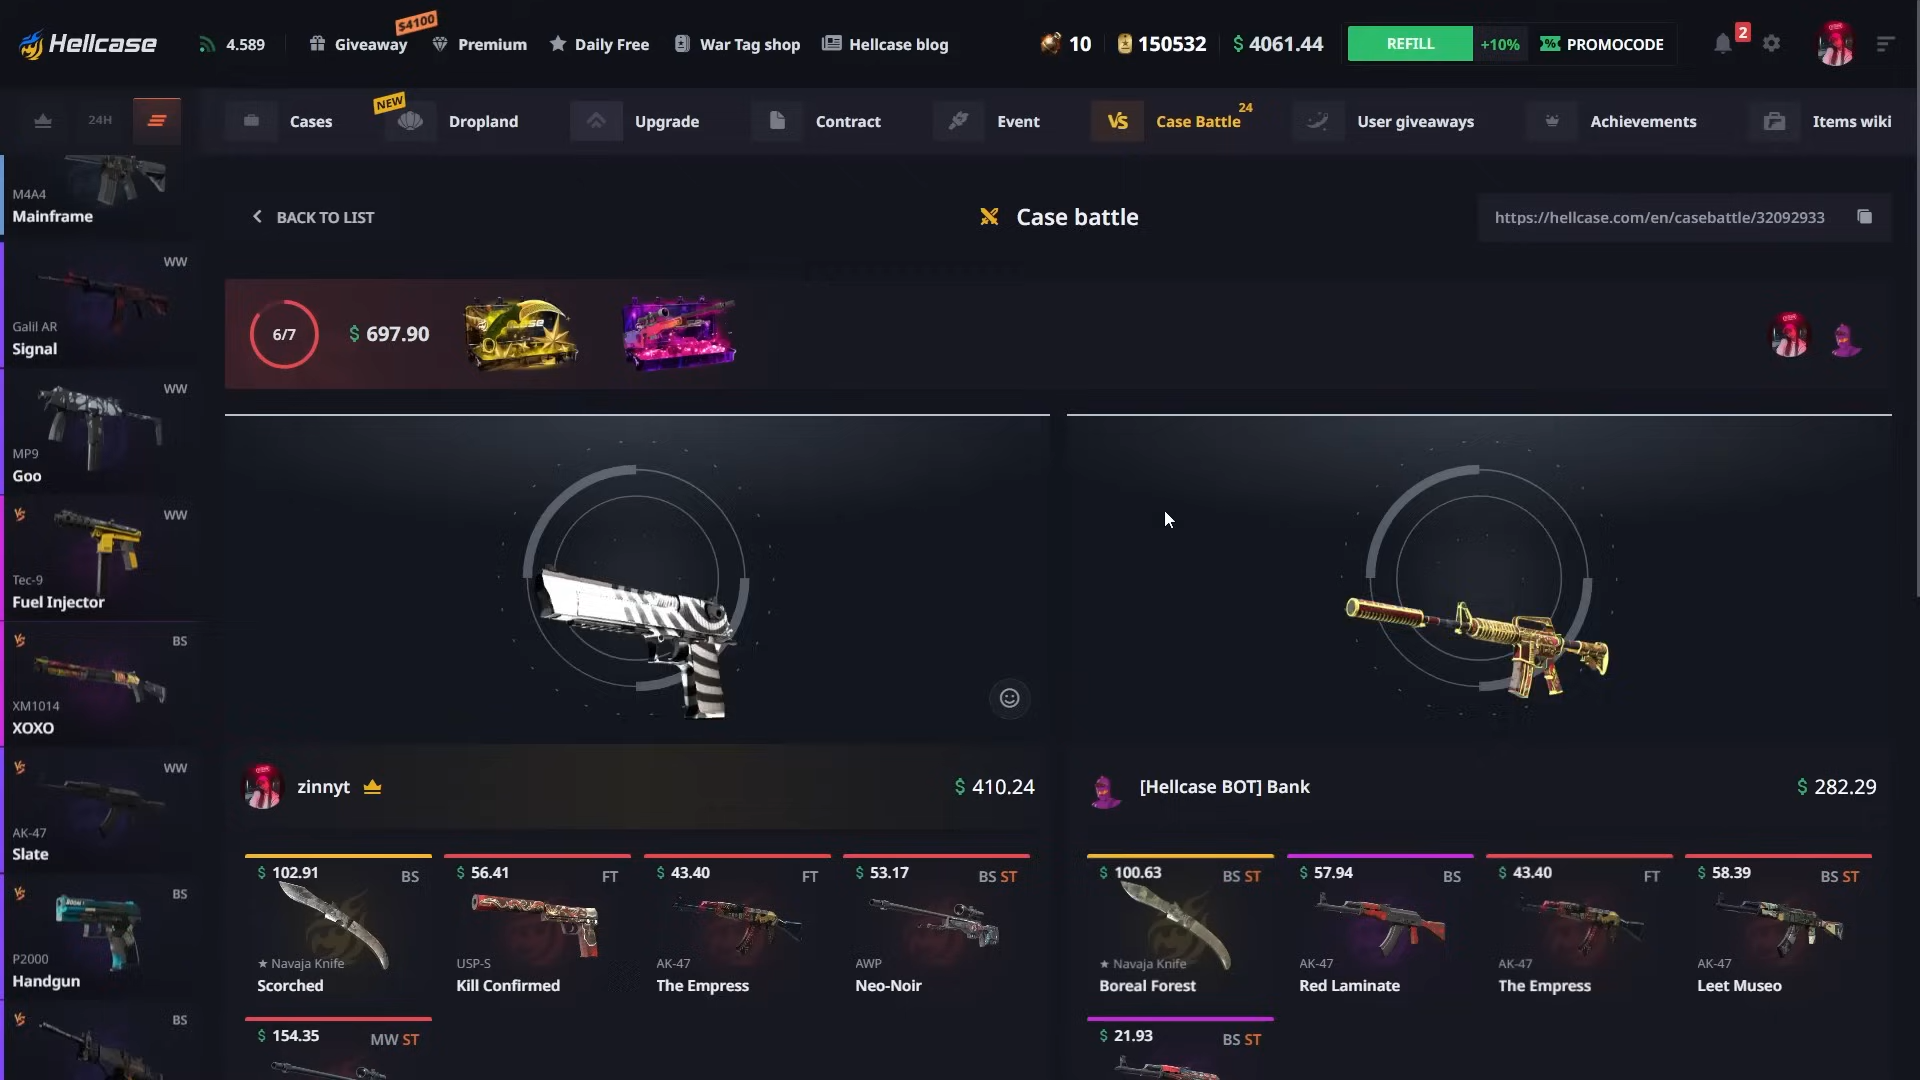 Hellcase
4.589
Giveaway
$4100
Premium
Daily Free
War Tag shop
Hellcase blog
10
150532
$ 4061.44
REFILL
+10%
% PROMOCODE
2
24H
Cases
NEW
Dropland
Upgrade
Contract
Event
VS Case Battle 24
User giveaways
Achievements
Items wiki
M4A4
Mainframe
WW
Galil AR
Signal
WW
MP9
Goo
VS WW
Tec-9
Fuel Injector
VS BS
XM1014
XOXO
VS WW
AK-47
Slate
VS BS
P2000
Handgun
VS BS
BACK TO LIST
Case battle
https://hellcase.com/en/casebattle/32092933
6/7
$ 697.90
zinnyt
$ 410.24
[Hellcase BOT] Bank
$ 282.29
$ 102.91 BS
★ Navaja Knife
Scorched
$ 56.41 FT
USP-S
Kill Confirmed
$ 43.40 FT
AK-47
The Empress
$ 53.17 BS ST
AWP
Neo-Noir
$ 154.35 MW ST
$ 100.63 BS ST
★ Navaja Knife
Boreal Forest
$ 57.94 BS
AK-47
Red Laminate
$ 43.40 FT
AK-47
The Empress
$ 58.39 BS ST
AK-47
Leet Museo
$ 21.93 BS ST